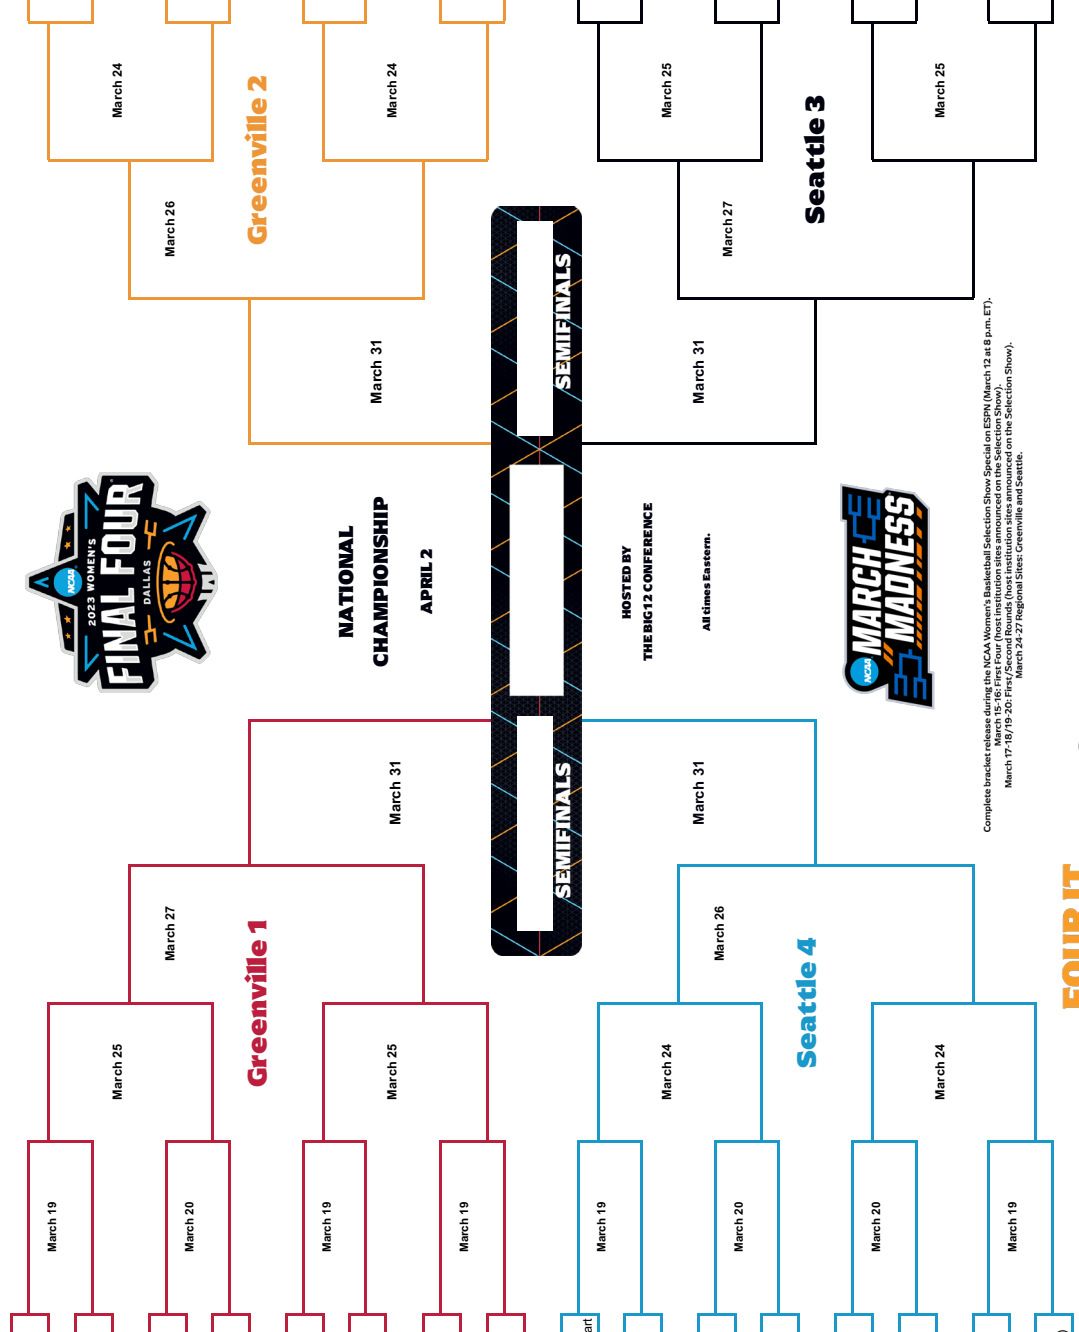 March 19
March 25
March 20
March 27
Greenville 1
March 19
March 25
March 19
March 31
NCAA
2023 WOMEN'S
FINAL FOUR
DALLAS
NATIONAL
CHAMPIONSHIP
APRIL 2
March 24
March 26
Greenville 2
March 24
March 31
SEMIFINALS
SEMIFINALS
HOSTED BY
THE BIG 12 CONFERENCE
All times Eastern.
art
March 19
March 24
March 20
March 26
Seattle 4
March 20
March 24
March 19
March 31
March 25
March 27
Seattle 3
March 25
March 31
NCAA
MARCH
MADNESS
Complete bracket release during the NCAA Women's Basketball Selection Show Special on ESPN (March 12 at 8 p.m. ET).
March 15-16: First Four (host institution sites announced on the Selection Show).
March 17-18/19-20: First/Second Rounds (host institution sites announced on the Selection Show).
March 24-27 Regional Sites: Greenville and Seattle.